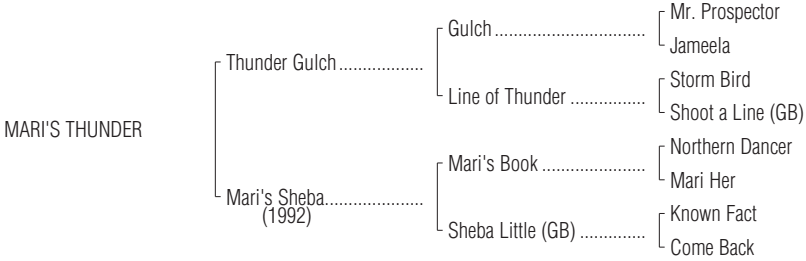 Mr. Prospector
Gulch ..............................
Jameela
Thunder Gulch .................
Storm Bird
Line of Thunder ...............
Shoot a Line (GB)
MARI'S THUNDER
Northern Dancer
Mari's Book .....................
Mari Her
Mari's Sheba....................
(1992)
Known Fact
Sheba Little (GB) .............
Come Back